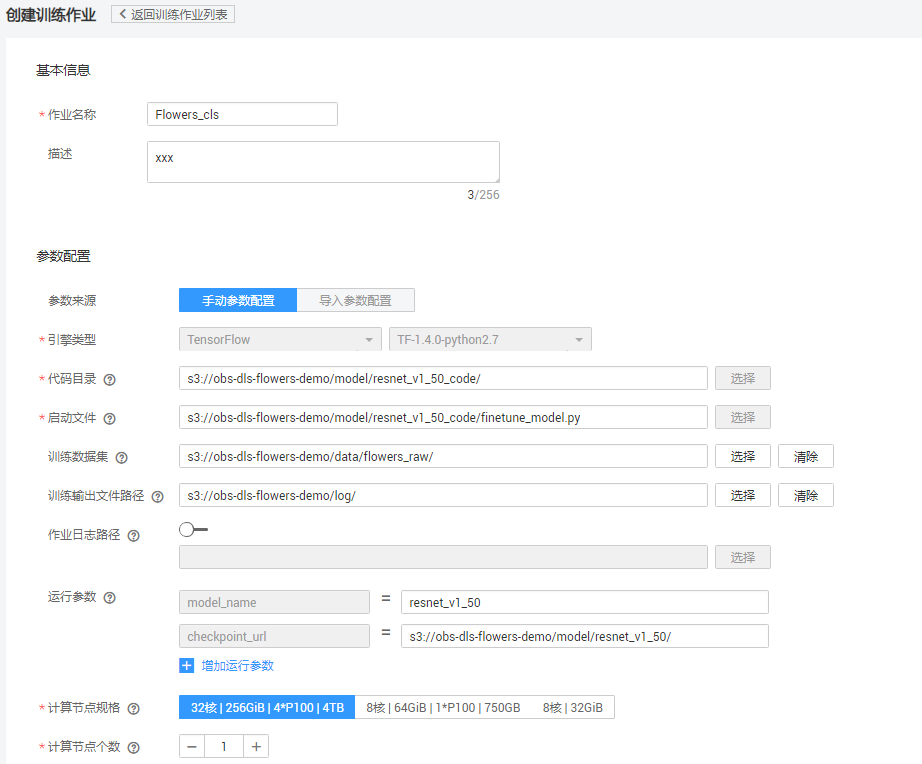 创建训练作业 返回训练作业列表
基本信息
* 作业名称 Flowers_cls
描述 xxx
3/256
参数配置
参数来源 手动参数配置 导入参数配置
* 引擎类型 TensorFlow TF-1.4.0-python2.7
* 代码目录 ? s3://obs-dls-flowers-demo/model/resnet_v1_50_code/ 选择
* 启动文件 ? s3://obs-dls-flowers-demo/model/resnet_v1_50_code/finetune_model.py 选择
训练数据集 ? s3://obs-dls-flowers-demo/data/flowers_raw/ 选择 清除
训练输出文件路径 ? s3://obs-dls-flowers-demo/log/ 选择 清除
作业日志路径 ?
选择
运行参数 ? model_name = resnet_v1_50
checkpoint_url = s3://obs-dls-flowers-demo/model/resnet_v1_50/
+ 增加运行参数
* 计算节点规格 ? 32核 | 256GiB | 4*P100 | 4TB 8核 | 64GiB | 1*P100 | 750GB 8核 | 32GiB
* 计算节点个数 ? − 1 +